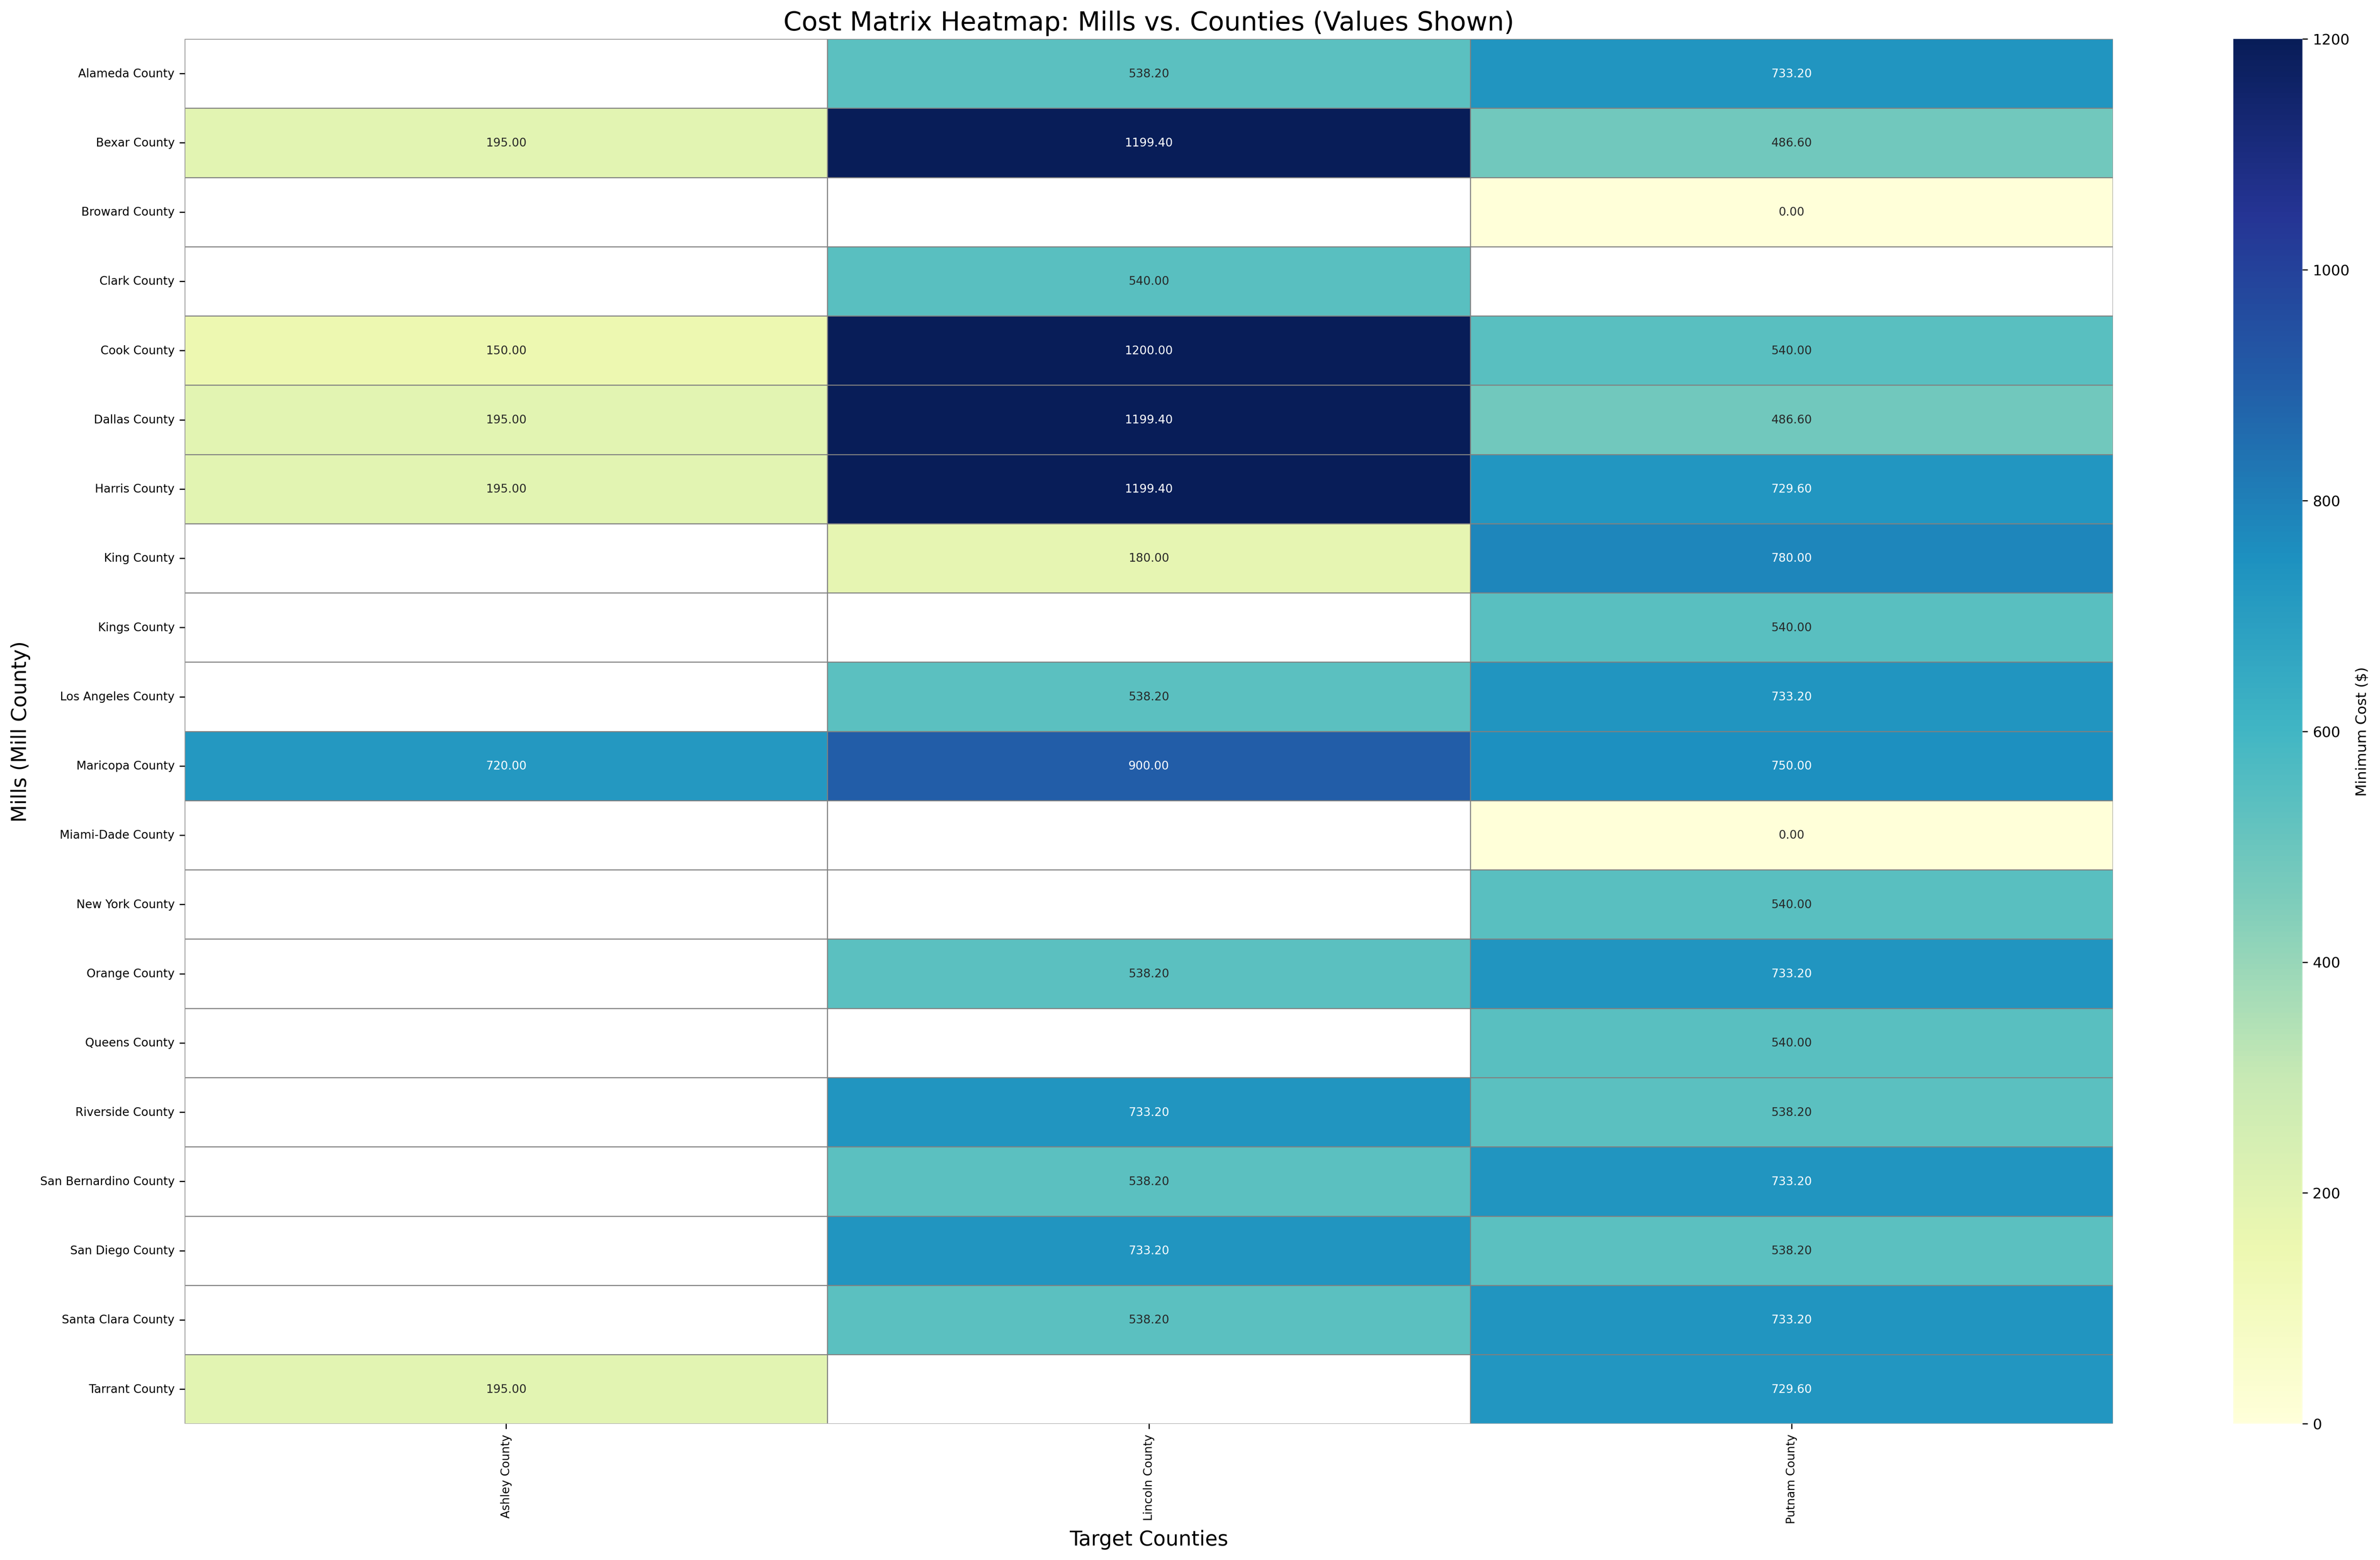 Cost Matrix Heatmap: Mills vs. Counties (Values Shown)
Mills (Mill County)
Alameda County 538.20 733.20
Bexar County 195.00 1199.40 486.60
Broward County 0.00
Clark County 540.00
Cook County 150.00 1200.00 540.00
Dallas County 195.00 1199.40 486.60
Harris County 195.00 1199.40 729.60
King County 180.00 780.00
Kings County 540.00
Los Angeles County 538.20 733.20
Maricopa County 720.00 900.00 750.00
Miami-Dade County 0.00
New York County 540.00
Orange County 538.20 733.20
Queens County 540.00
Riverside County 733.20 538.20
San Bernardino County 538.20 733.20
San Diego County 733.20 538.20
Santa Clara County 538.20 733.20
Tarrant County 195.00 729.60
Ashley County
Lincoln County
Putnam County
Target Counties
1200
1000
800
600
400
200
0
Minimum Cost ($)